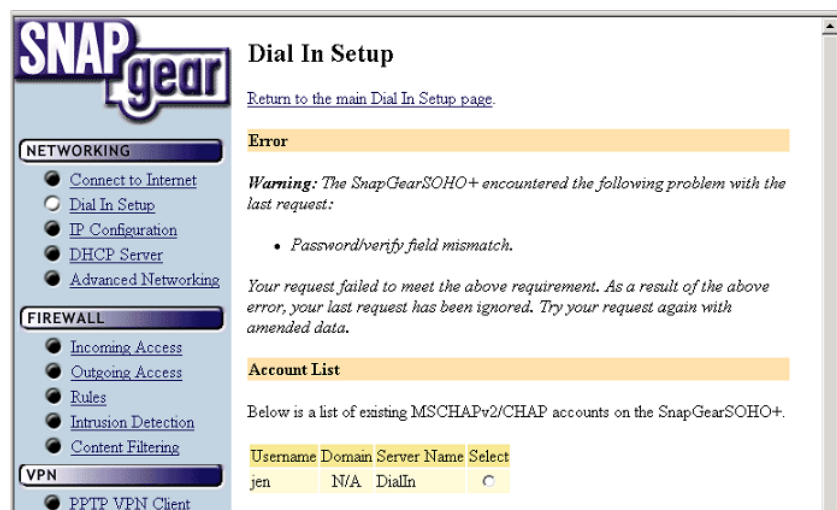 SNAP
gear
NETWORKING
Connect to Internet
Dial In Setup
IP Configuration
DHCP Server
Advanced Networking
FIREWALL
Incoming Access
Outgoing Access
Rules
Intrusion Detection
Content Filtering
VPN
PPTP VPN Client
Dial In Setup
Return to the main Dial In Setup page.
Error
Warning: The SnapGearSOHO+ encountered the following problem with the
last request:
• Password/verify field mismatch.
Your request failed to meet the above requirement. As a result of the above
error, your last request has been ignored. Try your request again with
amended data.
Account List
Below is a list of existing MSCHAPv2/CHAP accounts on the SnapGearSOHO+.
Username Domain Server Name Select
jen N/A DialIn